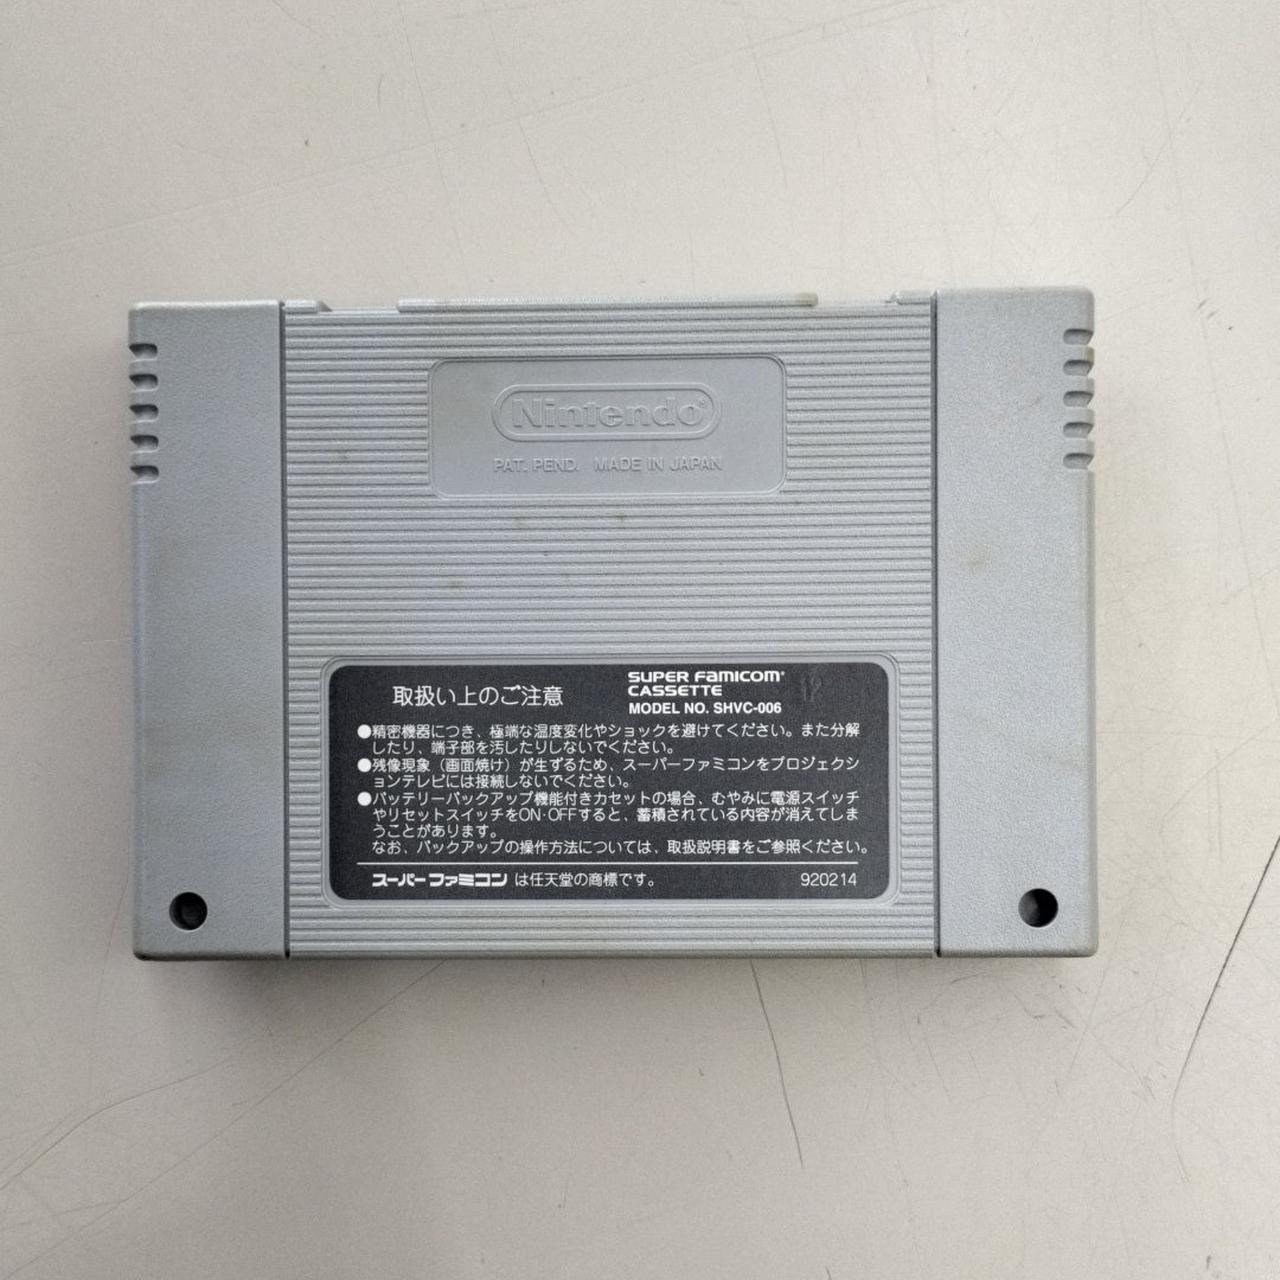 Nintendo®
PAT. PEND. MADE IN JAPAN
取扱い上のご注意
SUPER FAMICOM
CASSETTE
MODEL NO. SHVC-006
●精密機器につき、極端な温度変化やショックを避けてください。また分解
したり、端子部を汚したりしないでください。
●残像現象（画面焼け）が生ずるため、スーパーファミコンをプロジェクシ
ョンテレビには接続しないでください。
●バッテリーバックアップ機能付きカセットの場合、むやみに電源スイッチ
やリセットスイッチをON・OFFすると、蓄積されている内容が消えてしま
うことがあります。
なお、バックアップの操作方法については、取扱説明書をご参照ください。
スーパーファミコン は任天堂の商標です。 920214